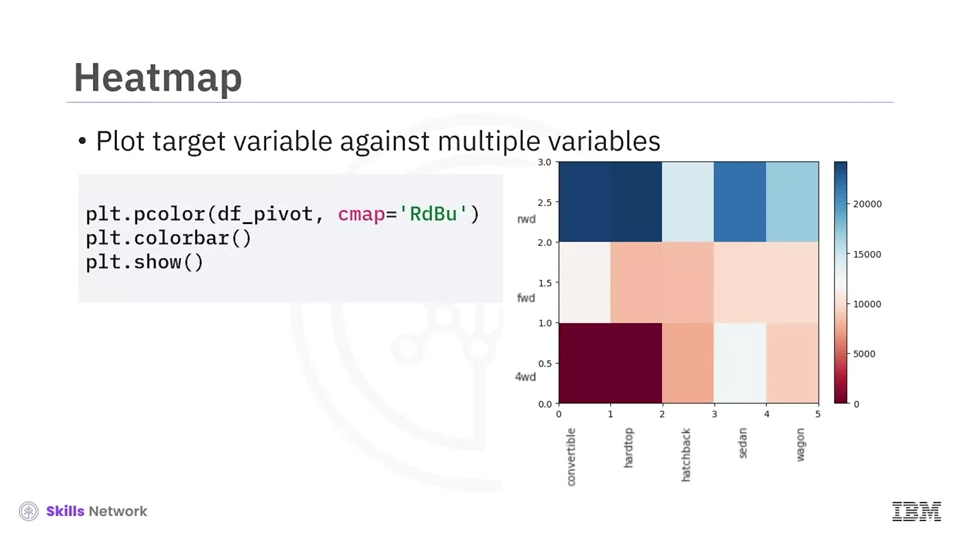 Heatmap
• Plot target variable against multiple variables
plt.pcolor(df_pivot, cmap='RdBu')
plt.colorbar()
plt.show()
3.0
2.5
rwd
2.0
1.5
fwd
1.0
0.5
4wd
0.0
0 1 2 3 4 5
convertible
hardtop
hatchback
sedan
wagon
20000
15000
10000
5000
0
Skills Network
IBM